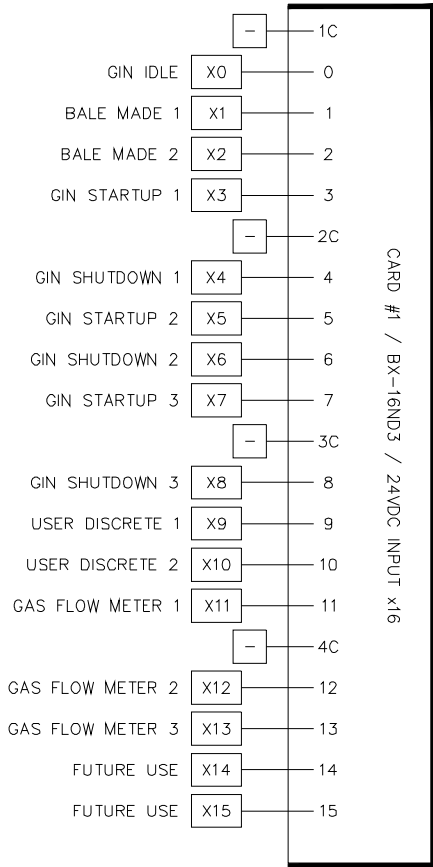 - 1C
GIN IDLE X0 0
BALE MADE 1 X1 1
BALE MADE 2 X2 2
GIN STARTUP 1 X3 3
- 2C
GIN SHUTDOWN 1 X4 4
GIN STARTUP 2 X5 5
GIN SHUTDOWN 2 X6 6
GIN STARTUP 3 X7 7
- 3C
GIN SHUTDOWN 3 X8 8
USER DISCRETE 1 X9 9
USER DISCRETE 2 X10 10
GAS FLOW METER 1 X11 11
- 4C
GAS FLOW METER 2 X12 12
GAS FLOW METER 3 X13 13
FUTURE USE X14 14
FUTURE USE X15 15
CARD #1 / BX-16ND3 / 24VDC INPUT x16